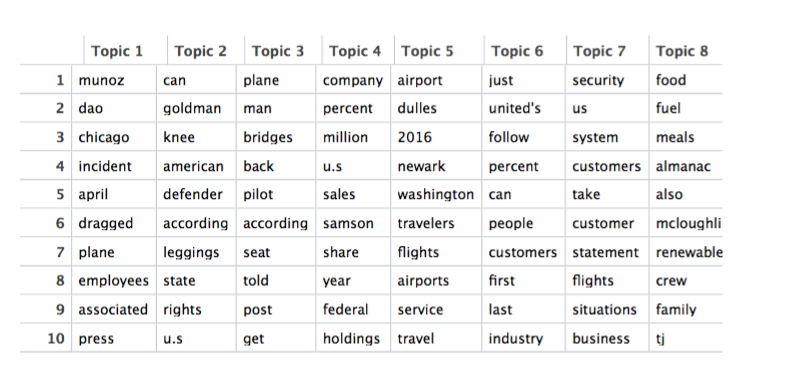 Topic 1 Topic 2 Topic 3 Topic 4 Topic 5 Topic 6 Topic 7 Topic 8
1 munoz can plane company airport just security food
2 dao goldman man percent dulles united's us fuel
3 chicago knee bridges million 2016 follow system meals
4 incident american back u.s newark percent customers almanac
5 april defender pilot sales washington can take also
6 dragged according according samson travelers people customer mcloughli
7 plane leggings seat share flights customers statement renewable
8 employees state told year airports first flights crew
9 associated rights post federal service last situations family
10 press u.s get holdings travel industry business tj